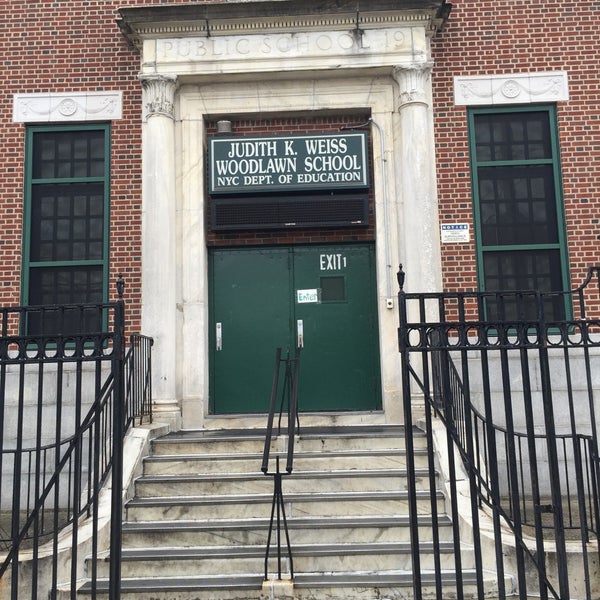 PUBLIC SCHOOL 19
JUDITH K. WEISS
WOODLAWN SCHOOL
NYC DEPT. OF EDUCATION
EXIT 1
Enter
NOTICE